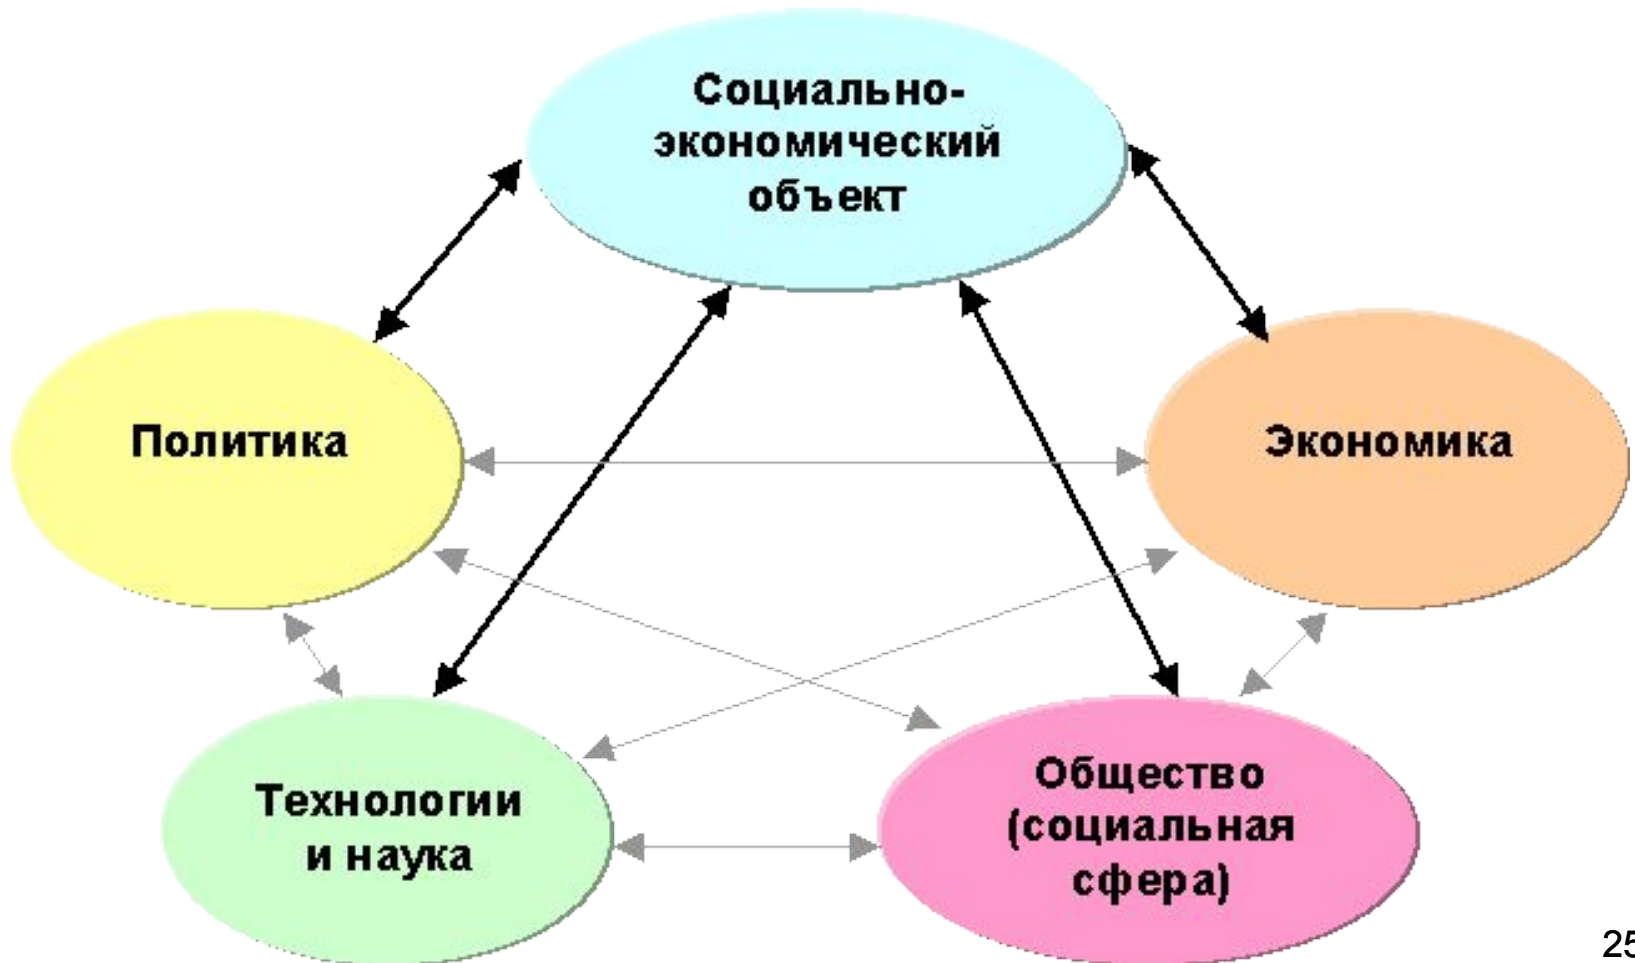 Социально-
экономический
объект
Политика
Экономика
Технологии
и наука
Общество
(социальная
сфера)
25